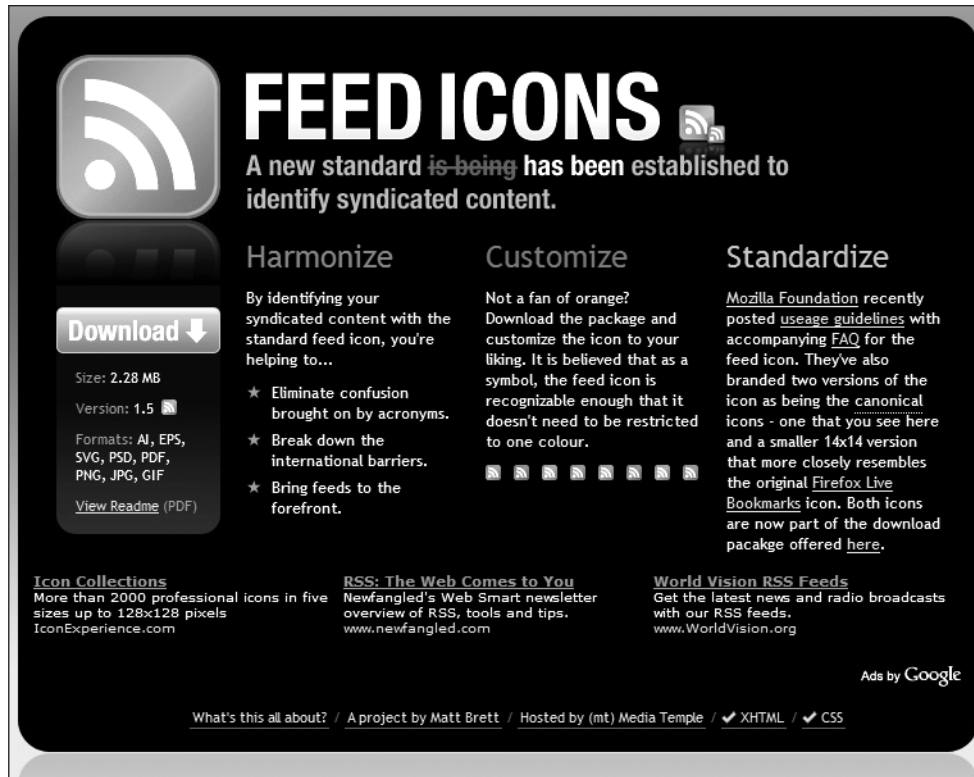 FEED ICONS
A new standard is being has been established to
identify syndicated content.
Download
Size: 2.28 MB
Version: 1.5
Formats: AI, EPS,
SVG, PSD, PDF,
PNG, JPG, GIF
View Readme (PDF)
Harmonize
By identifying your
syndicated content with the
standard feed icon, you're
helping to...
Eliminate confusion
brought on by acronyms.
Break down the
international barriers.
Bring feeds to the
forefront.
Customize
Not a fan of orange?
Download the package and
customize the icon to your
liking. It is believed that as a
symbol, the feed icon is
recognizable enough that it
doesn't need to be restricted
to one colour.
Standardize
Mozilla Foundation recently
posted useage guidelines with
accompanying FAQ for the
feed icon. They've also
branded two versions of the
icon as being the canonical
icons - one that you see here
and a smaller 14x14 version
that more closely resembles
the original Firefox Live
Bookmarks icon. Both icons
are now part of the download
pacakge offered here.
Icon Collections
More than 2000 professional icons in five
sizes up to 128x128 pixels
IconExperience.com
RSS: The Web Comes to You
Newfangled's Web Smart newsletter
overview of RSS, tools and tips.
www.newfangled.com
World Vision RSS Feeds
Get the latest news and radio broadcasts
with our RSS feeds.
www.WorldVision.org
Ads by Google
What's this all about? / A project by Matt Brett / Hosted by (mt) Media Temple / ✔ XHTML / ✔ CSS